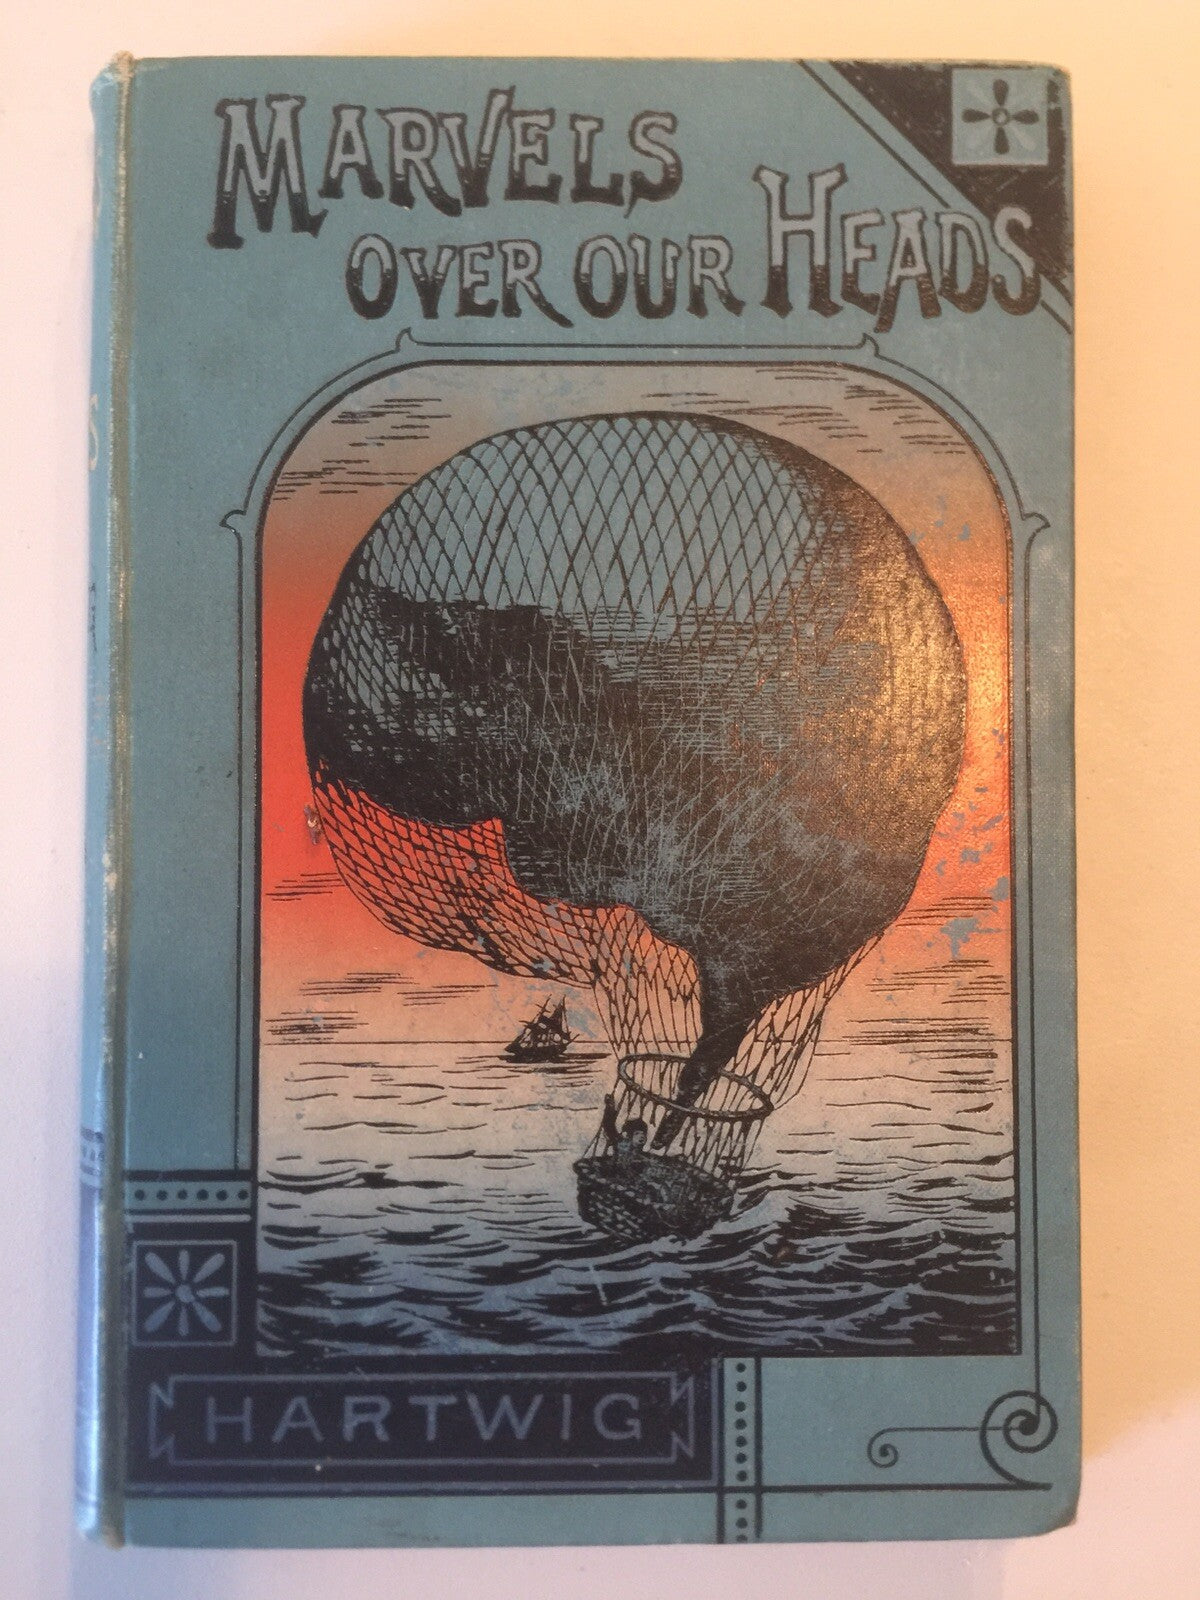 MARVELS
OVER OUR HEADS.
HARTWIG